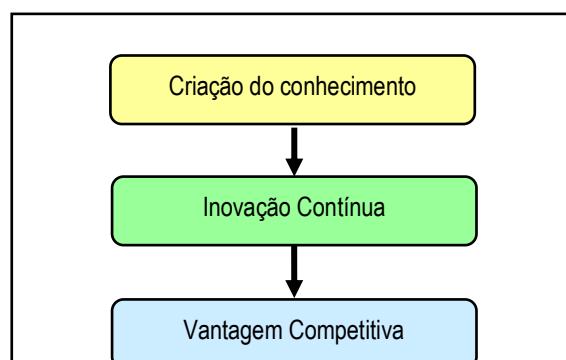 Criação do conhecimento
Inovação Contínua
Vantagem Competitiva